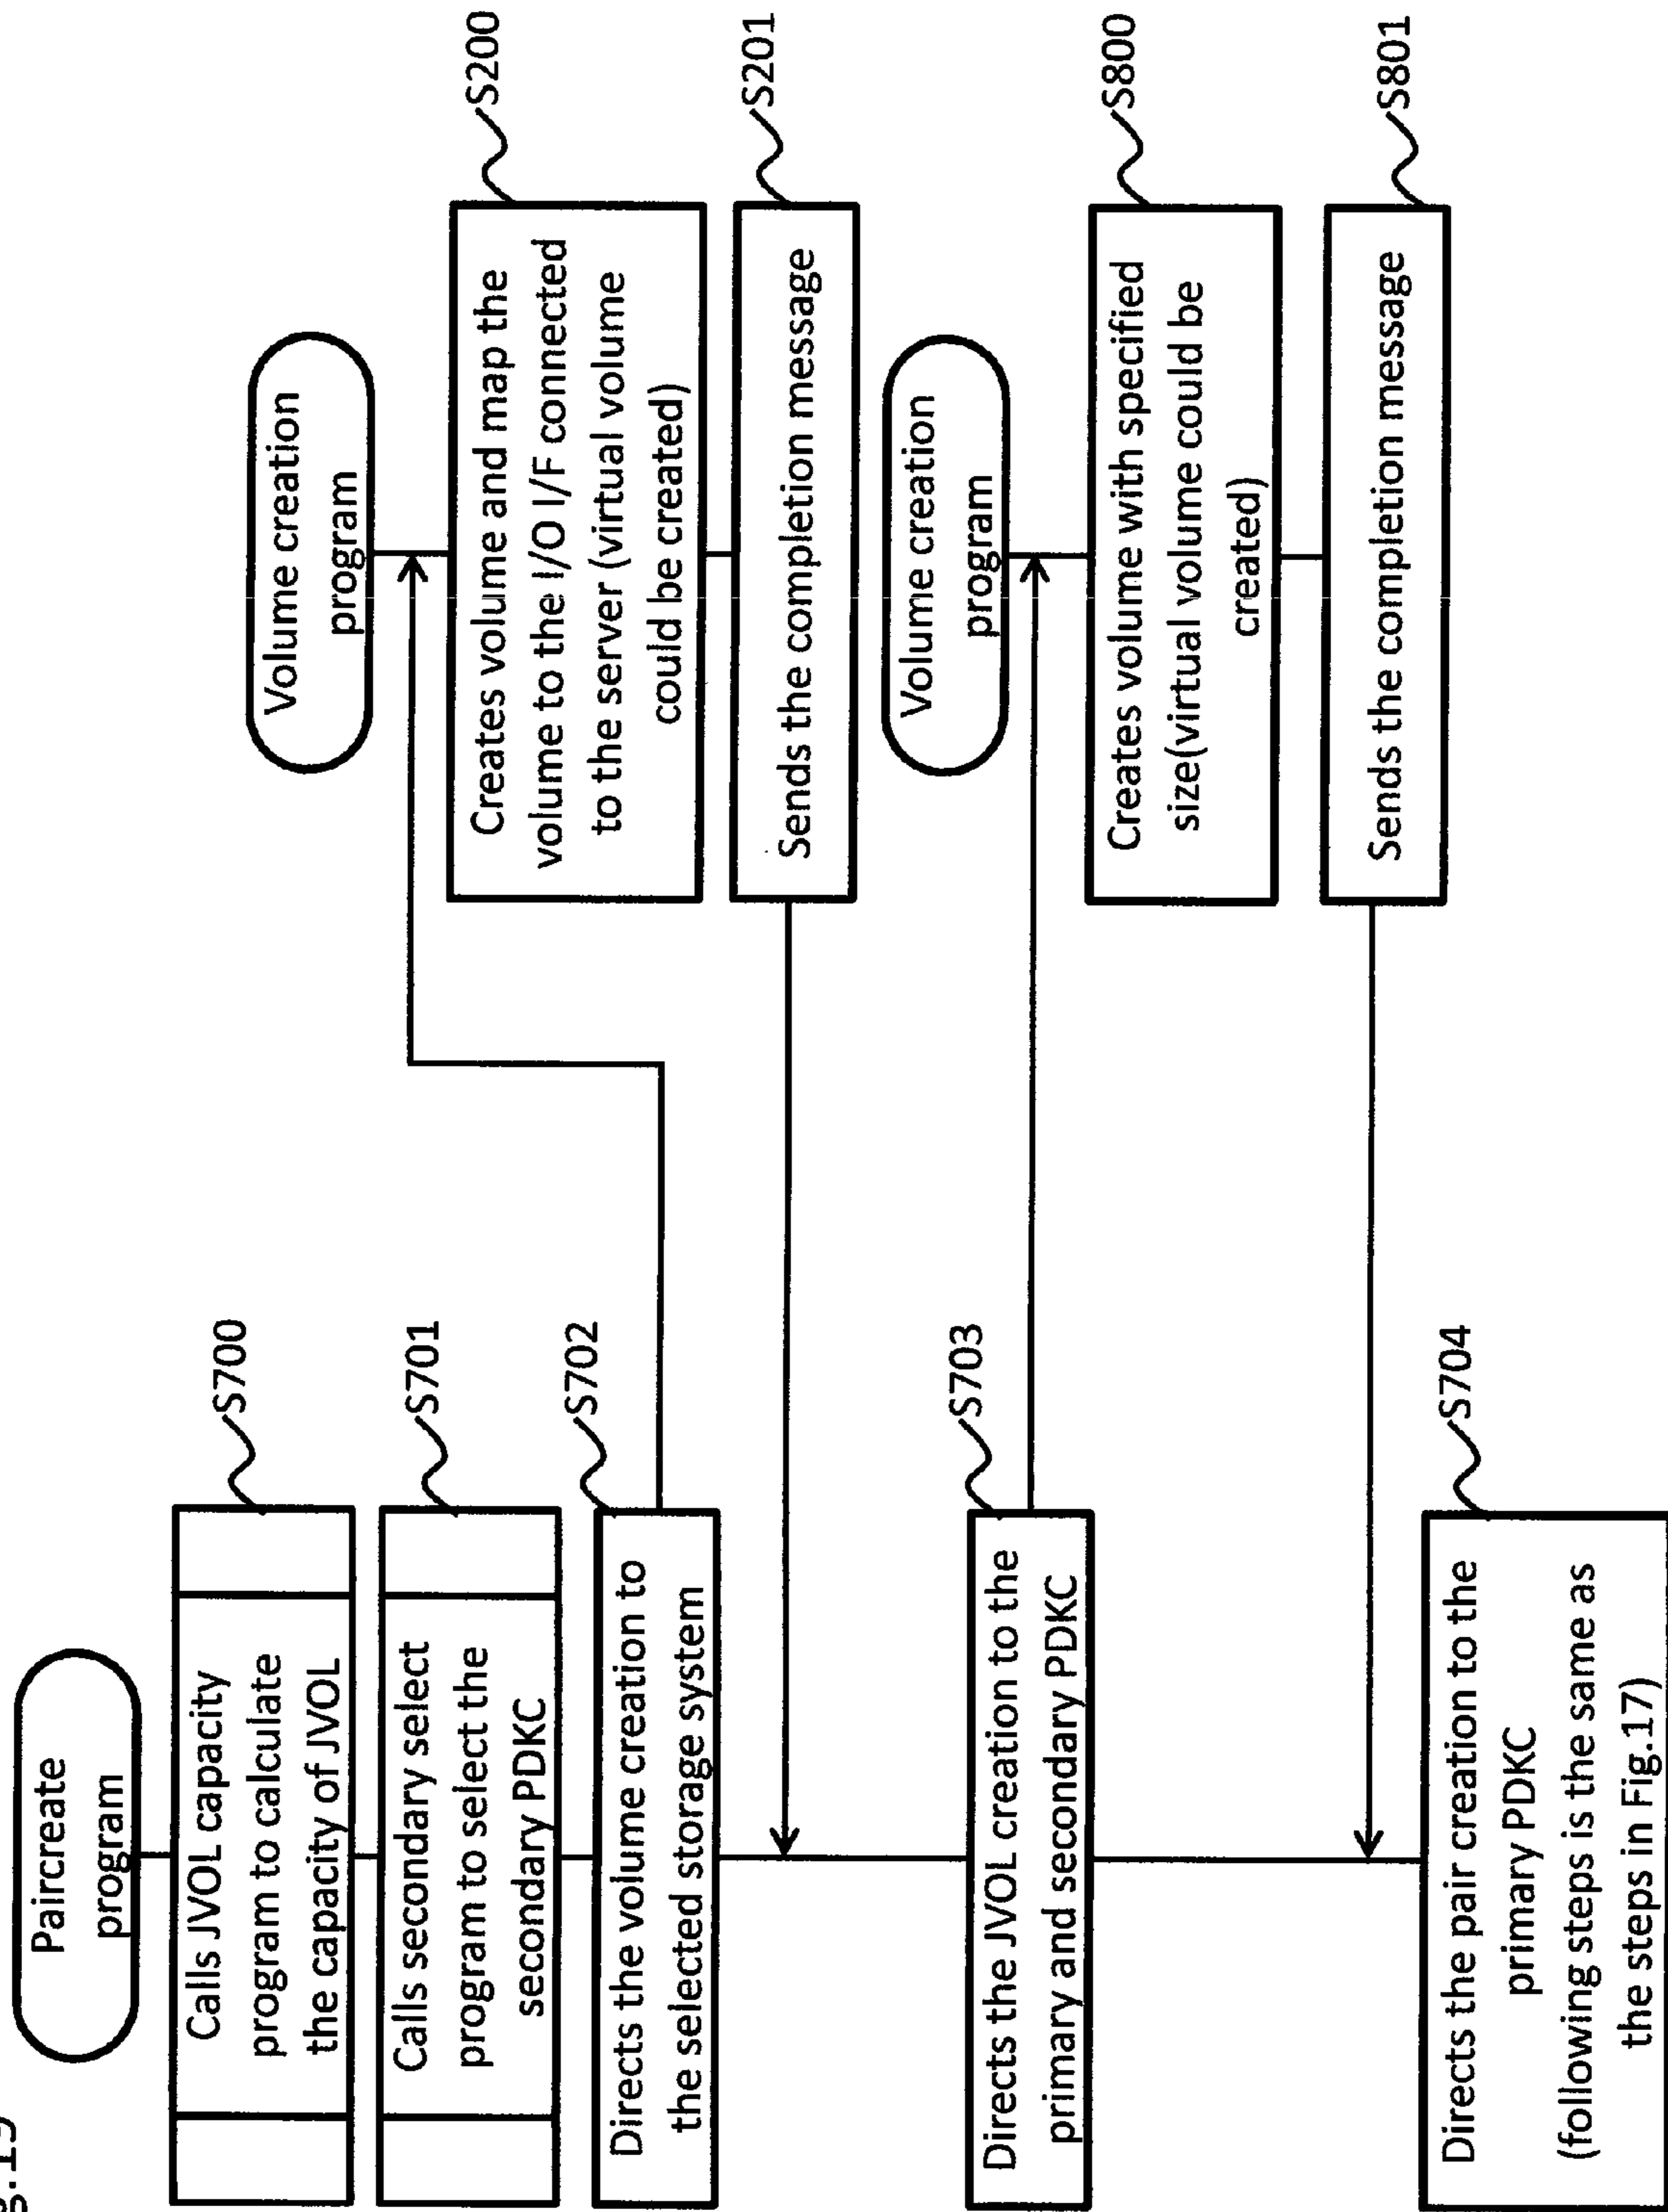 g.19
Paircreate
program
Calls JVOL capacity
program to calculate
the capacity of JVOL
S700
Calls secondary select
program to select the
secondary PDKC
S701
Directs the volume creation to
the selected storage system
S702
Directs the JVOL creation to the
primary and secondary PDKC
S703
Directs the pair creation to the
primary PDKC
(following steps is the same as
the steps in Fig.17)
S704
Volume creation
program
Creates volume and map the
volume to the I/O I/F connected
to the server (virtual volume
could be created)
S200
Sends the completion message
S201
Volume creation
program
Creates volume with specified
size(virtual volume could be
created)
S800
Sends the completion message
S801